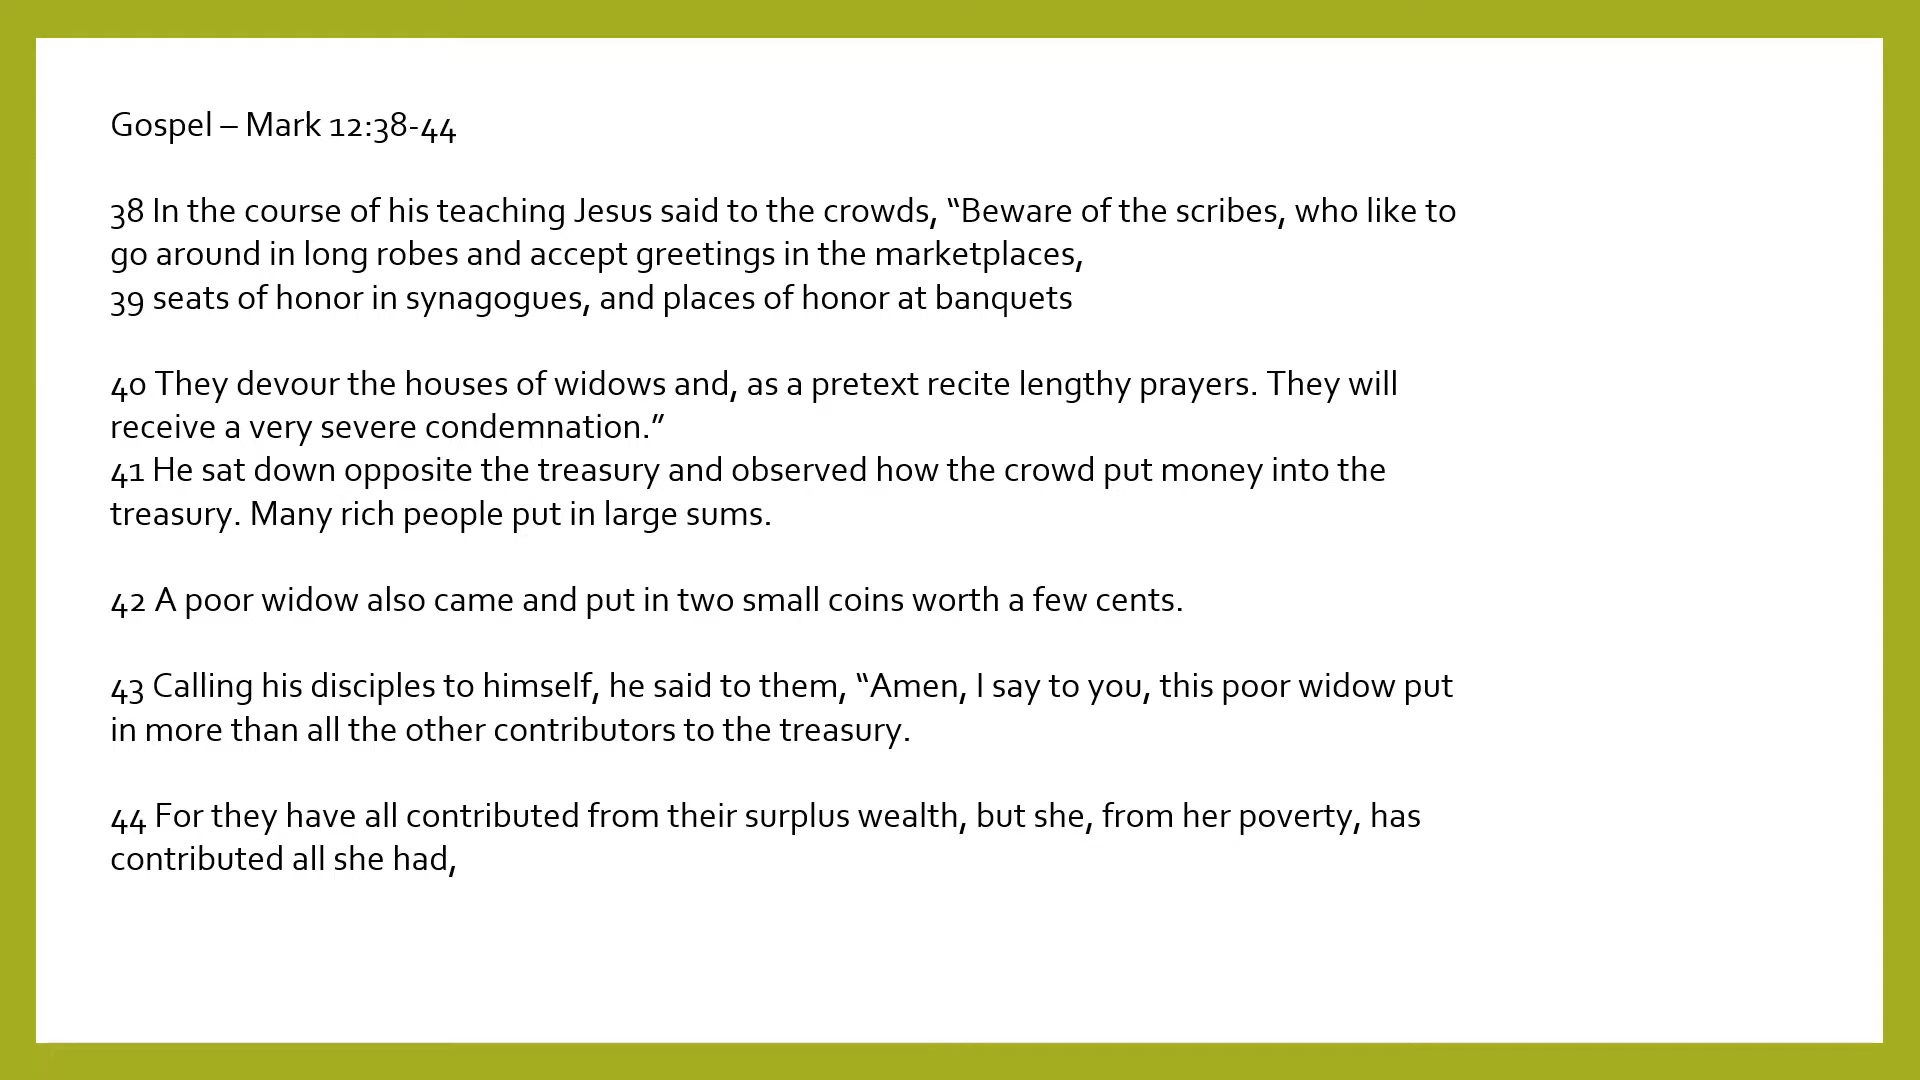 Gospel – Mark 12:38-44
38 In the course of his teaching Jesus said to the crowds, “Beware of the scribes, who like to
go around in long robes and accept greetings in the marketplaces,
39 seats of honor in synagogues, and places of honor at banquets
40 They devour the houses of widows and, as a pretext recite lengthy prayers. They will
receive a very severe condemnation.”
41 He sat down opposite the treasury and observed how the crowd put money into the
treasury. Many rich people put in large sums.
42 A poor widow also came and put in two small coins worth a few cents.
43 Calling his disciples to himself, he said to them, “Amen, I say to you, this poor widow put
in more than all the other contributors to the treasury.
44 For they have all contributed from their surplus wealth, but she, from her poverty, has
contributed all she had,